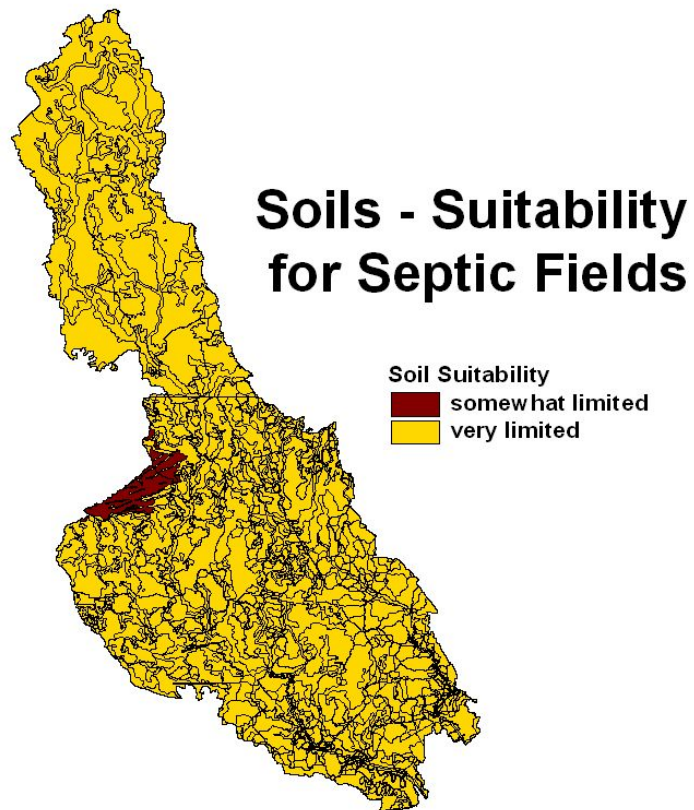 Soils - Suitability
for Septic Fields
Soil Suitability
somewhat limited
very limited